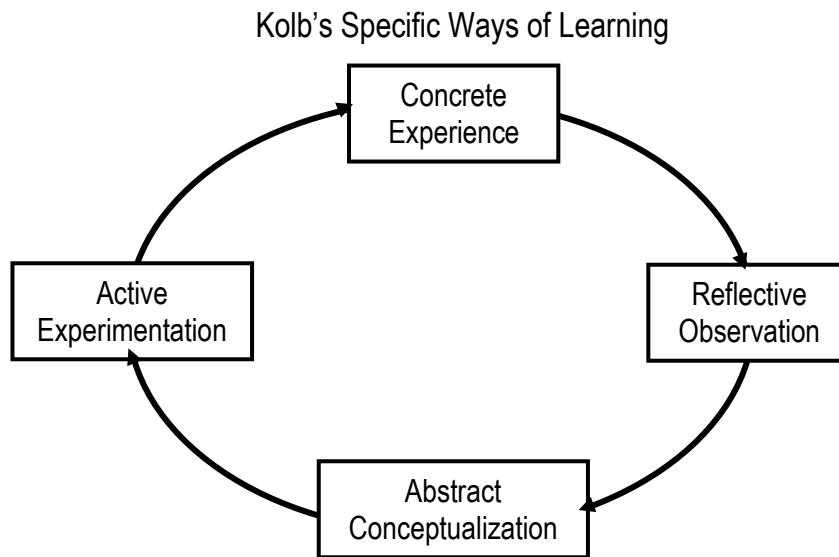 Kolb’s Specific Ways of Learning
Concrete
Experience
Reflective
Observation
Abstract
Conceptualization
Active
Experimentation